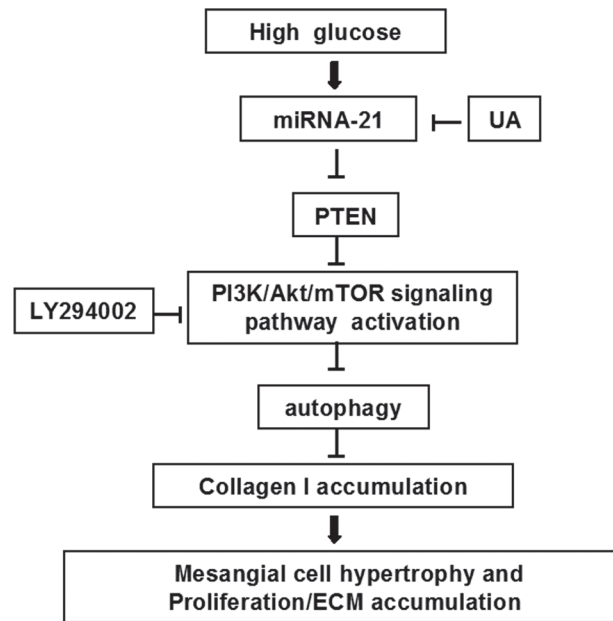 High glucose
miRNA-21
UA
PTEN
LY294002
PI3K/Akt/mTOR signaling
pathway activation
autophagy
Collagen I accumulation
Mesangial cell hypertrophy and
Proliferation/ECM accumulation